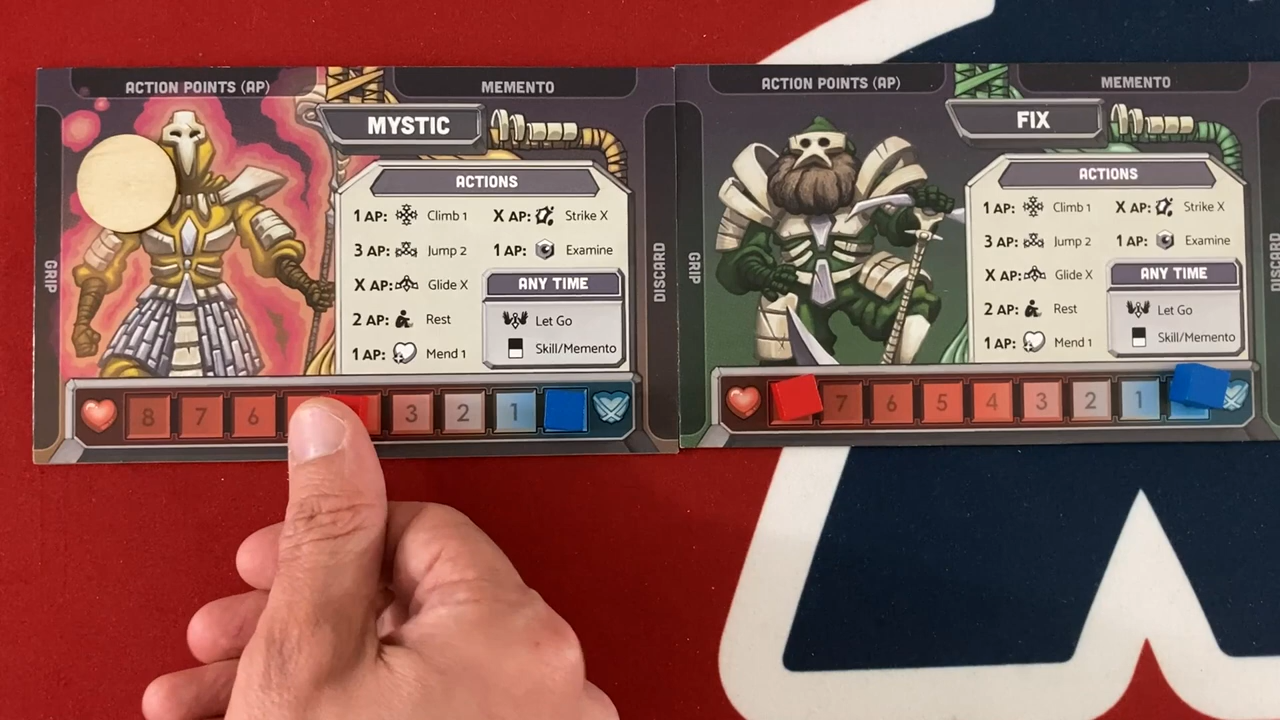 ACTION POINTS (AP)
MEMENTO
MYSTIC
ACTIONS
1 AP: Climb 1
X AP: Strike X
3 AP: Jump 2
1 AP: Examine
X AP: Glide X
ANY TIME
2 AP: Rest
Let Go
1 AP: Mend 1
Skill/Memento
GRIP
DISCARD
8 7 6 3 2 1
ACTION POINTS (AP)
MEMENTO
FIX
ACTIONS
1 AP: Climb 1
X AP: Strike X
3 AP: Jump 2
1 AP: Examine
X AP: Glide X
ANY TIME
2 AP: Rest
Let Go
1 AP: Mend 1
Skill/Memento
GRIP
DISCARD
7 6 5 4 3 2 1